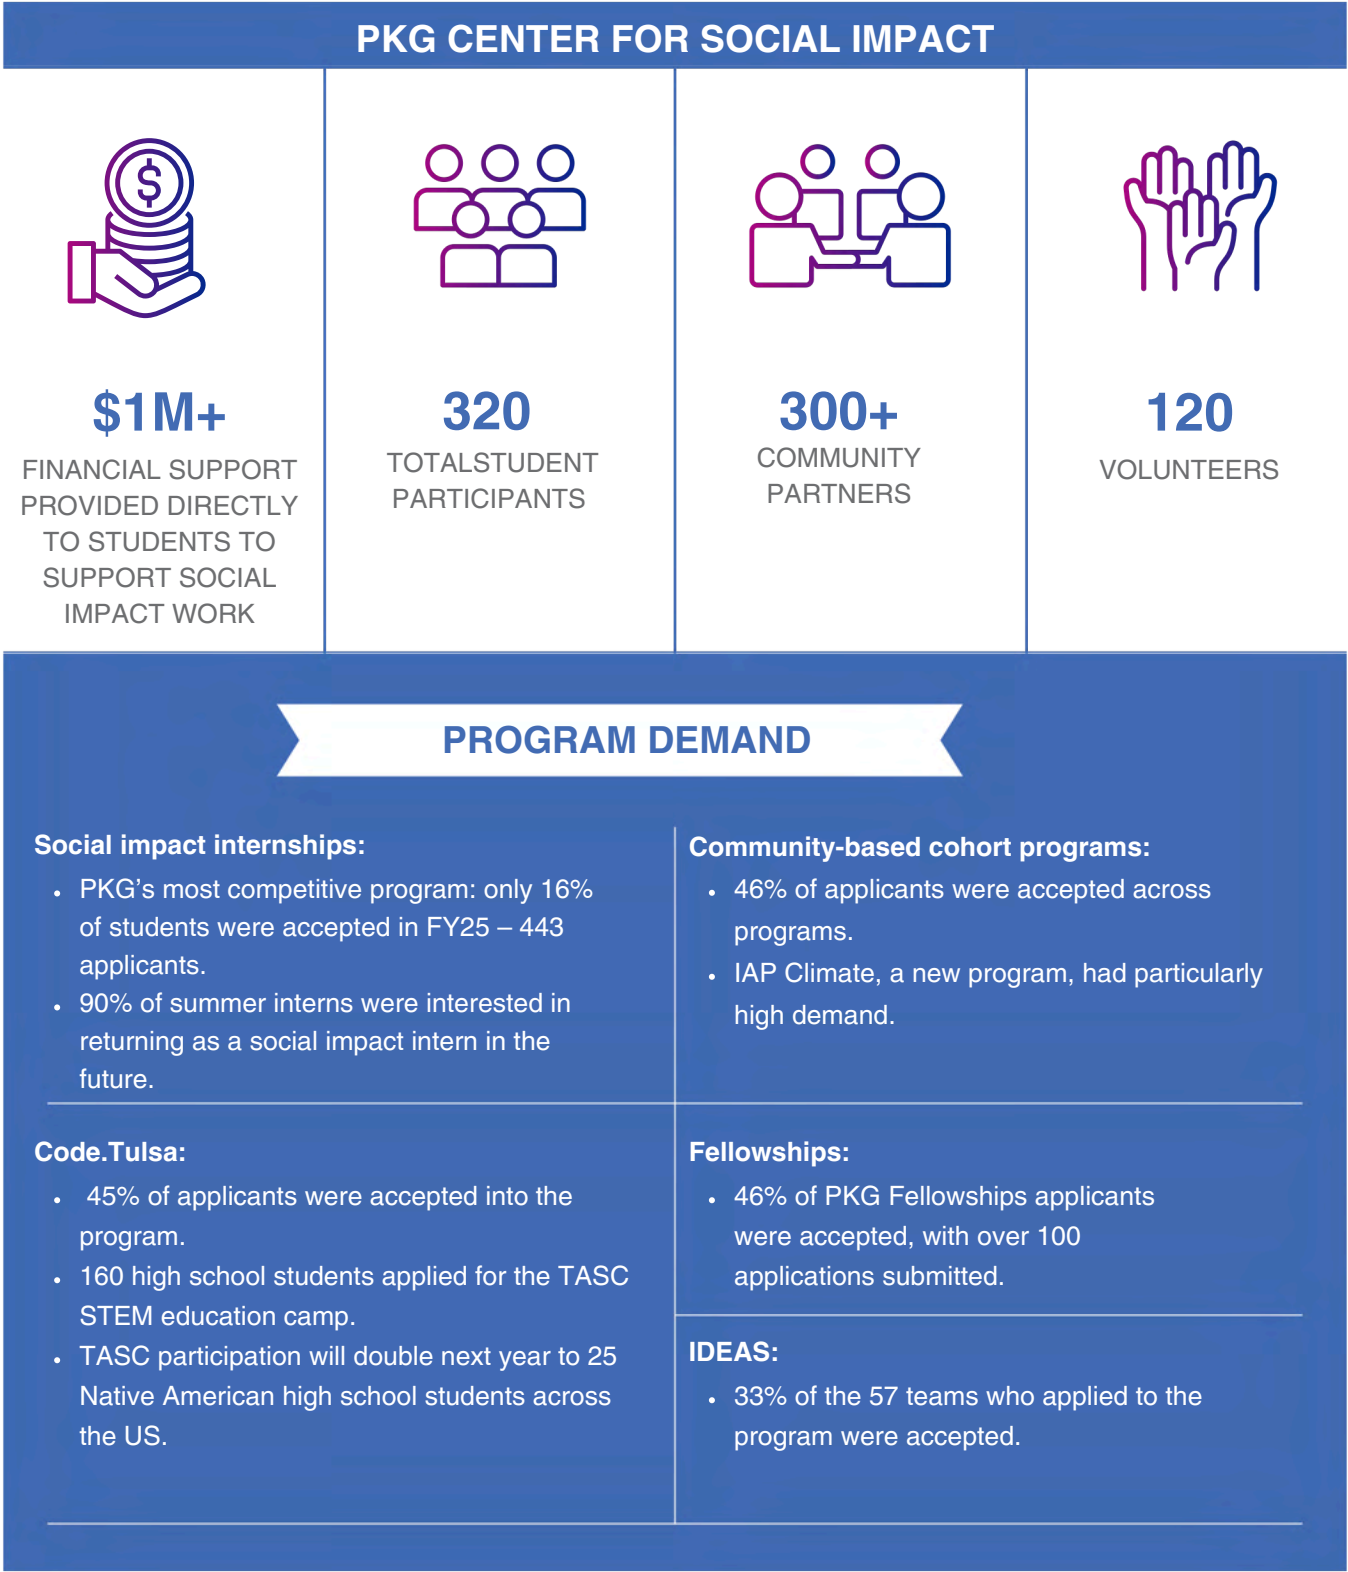 PKG CENTER FOR SOCIAL IMPACT
$1M+
FINANCIAL SUPPORT
PROVIDED DIRECTLY
TO STUDENTS TO
SUPPORT SOCIAL
IMPACT WORK
320
TOTALSTUDENT
PARTICIPANTS
300+
COMMUNITY
PARTNERS
120
VOLUNTEERS
PROGRAM DEMAND
Social impact internships:
• PKG’s most competitive program: only 16%
of students were accepted in FY25 – 443
applicants.
• 90% of summer interns were interested in
returning as a social impact intern in the
future.
Community-based cohort programs:
• 46% of applicants were accepted across
programs.
• IAP Climate, a new program, had particularly
high demand.
Code.Tulsa:
• 45% of applicants were accepted into the
program.
• 160 high school students applied for the TASC
STEM education camp.
• TASC participation will double next year to 25
Native American high school students across
the US.
Fellowships:
• 46% of PKG Fellowships applicants
were accepted, with over 100
applications submitted.
IDEAS:
• 33% of the 57 teams who applied to the
program were accepted.